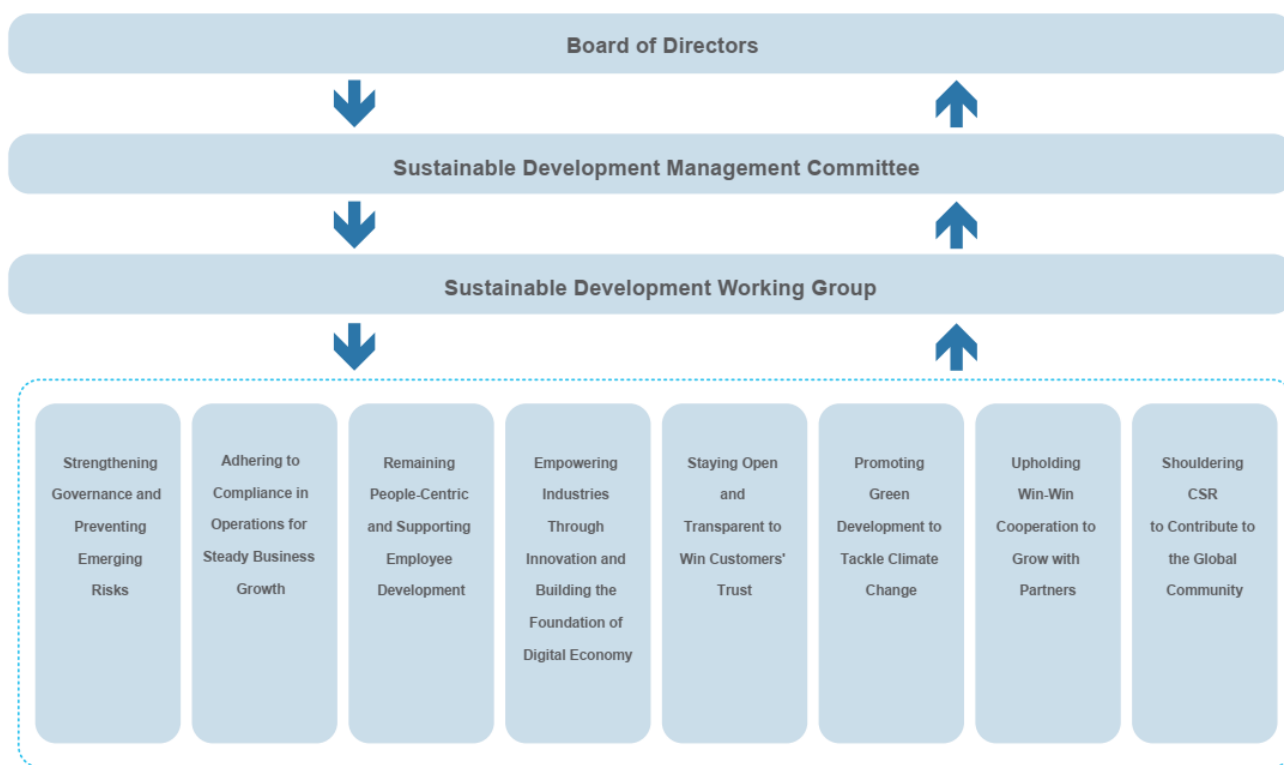 Board of Directors
Sustainable Development Management Committee
Sustainable Development Working Group
Strengthening
Governance and
Preventing
Emerging
Risks
Adhering to
Compliance in
Operations for
Steady Business
Growth
Remaining
People-Centric
and Supporting
Employee
Development
Empowering
Industries
Through
Innovation and
Building the
Foundation of
Digital Economy
Staying Open
and
Transparent to
Win Customers'
Trust
Promoting
Green
Development to
Tackle Climate
Change
Upholding
Win-Win
Cooperation to
Grow with
Partners
Shouldering
CSR
to Contribute to
the Global
Community